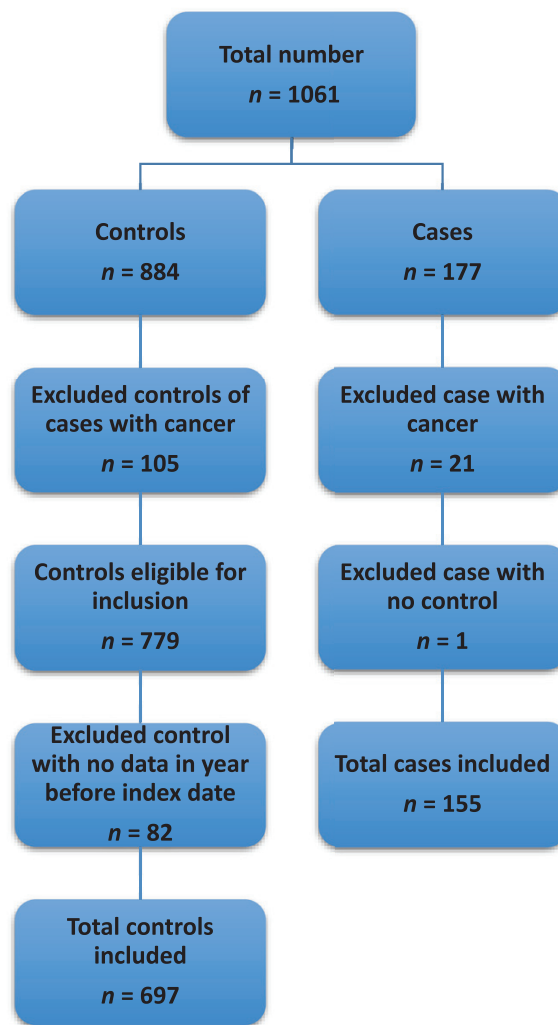 Total number
n = 1061
Controls
n = 884
Cases
n = 177
Excluded controls of
cases with cancer
n = 105
Excluded case with
cancer
n = 21
Controls eligible for
inclusion
n = 779
Excluded case with
no control
n = 1
Excluded control
with no data in year
before index date
n = 82
Total cases included
n = 155
Total controls
included
n = 697